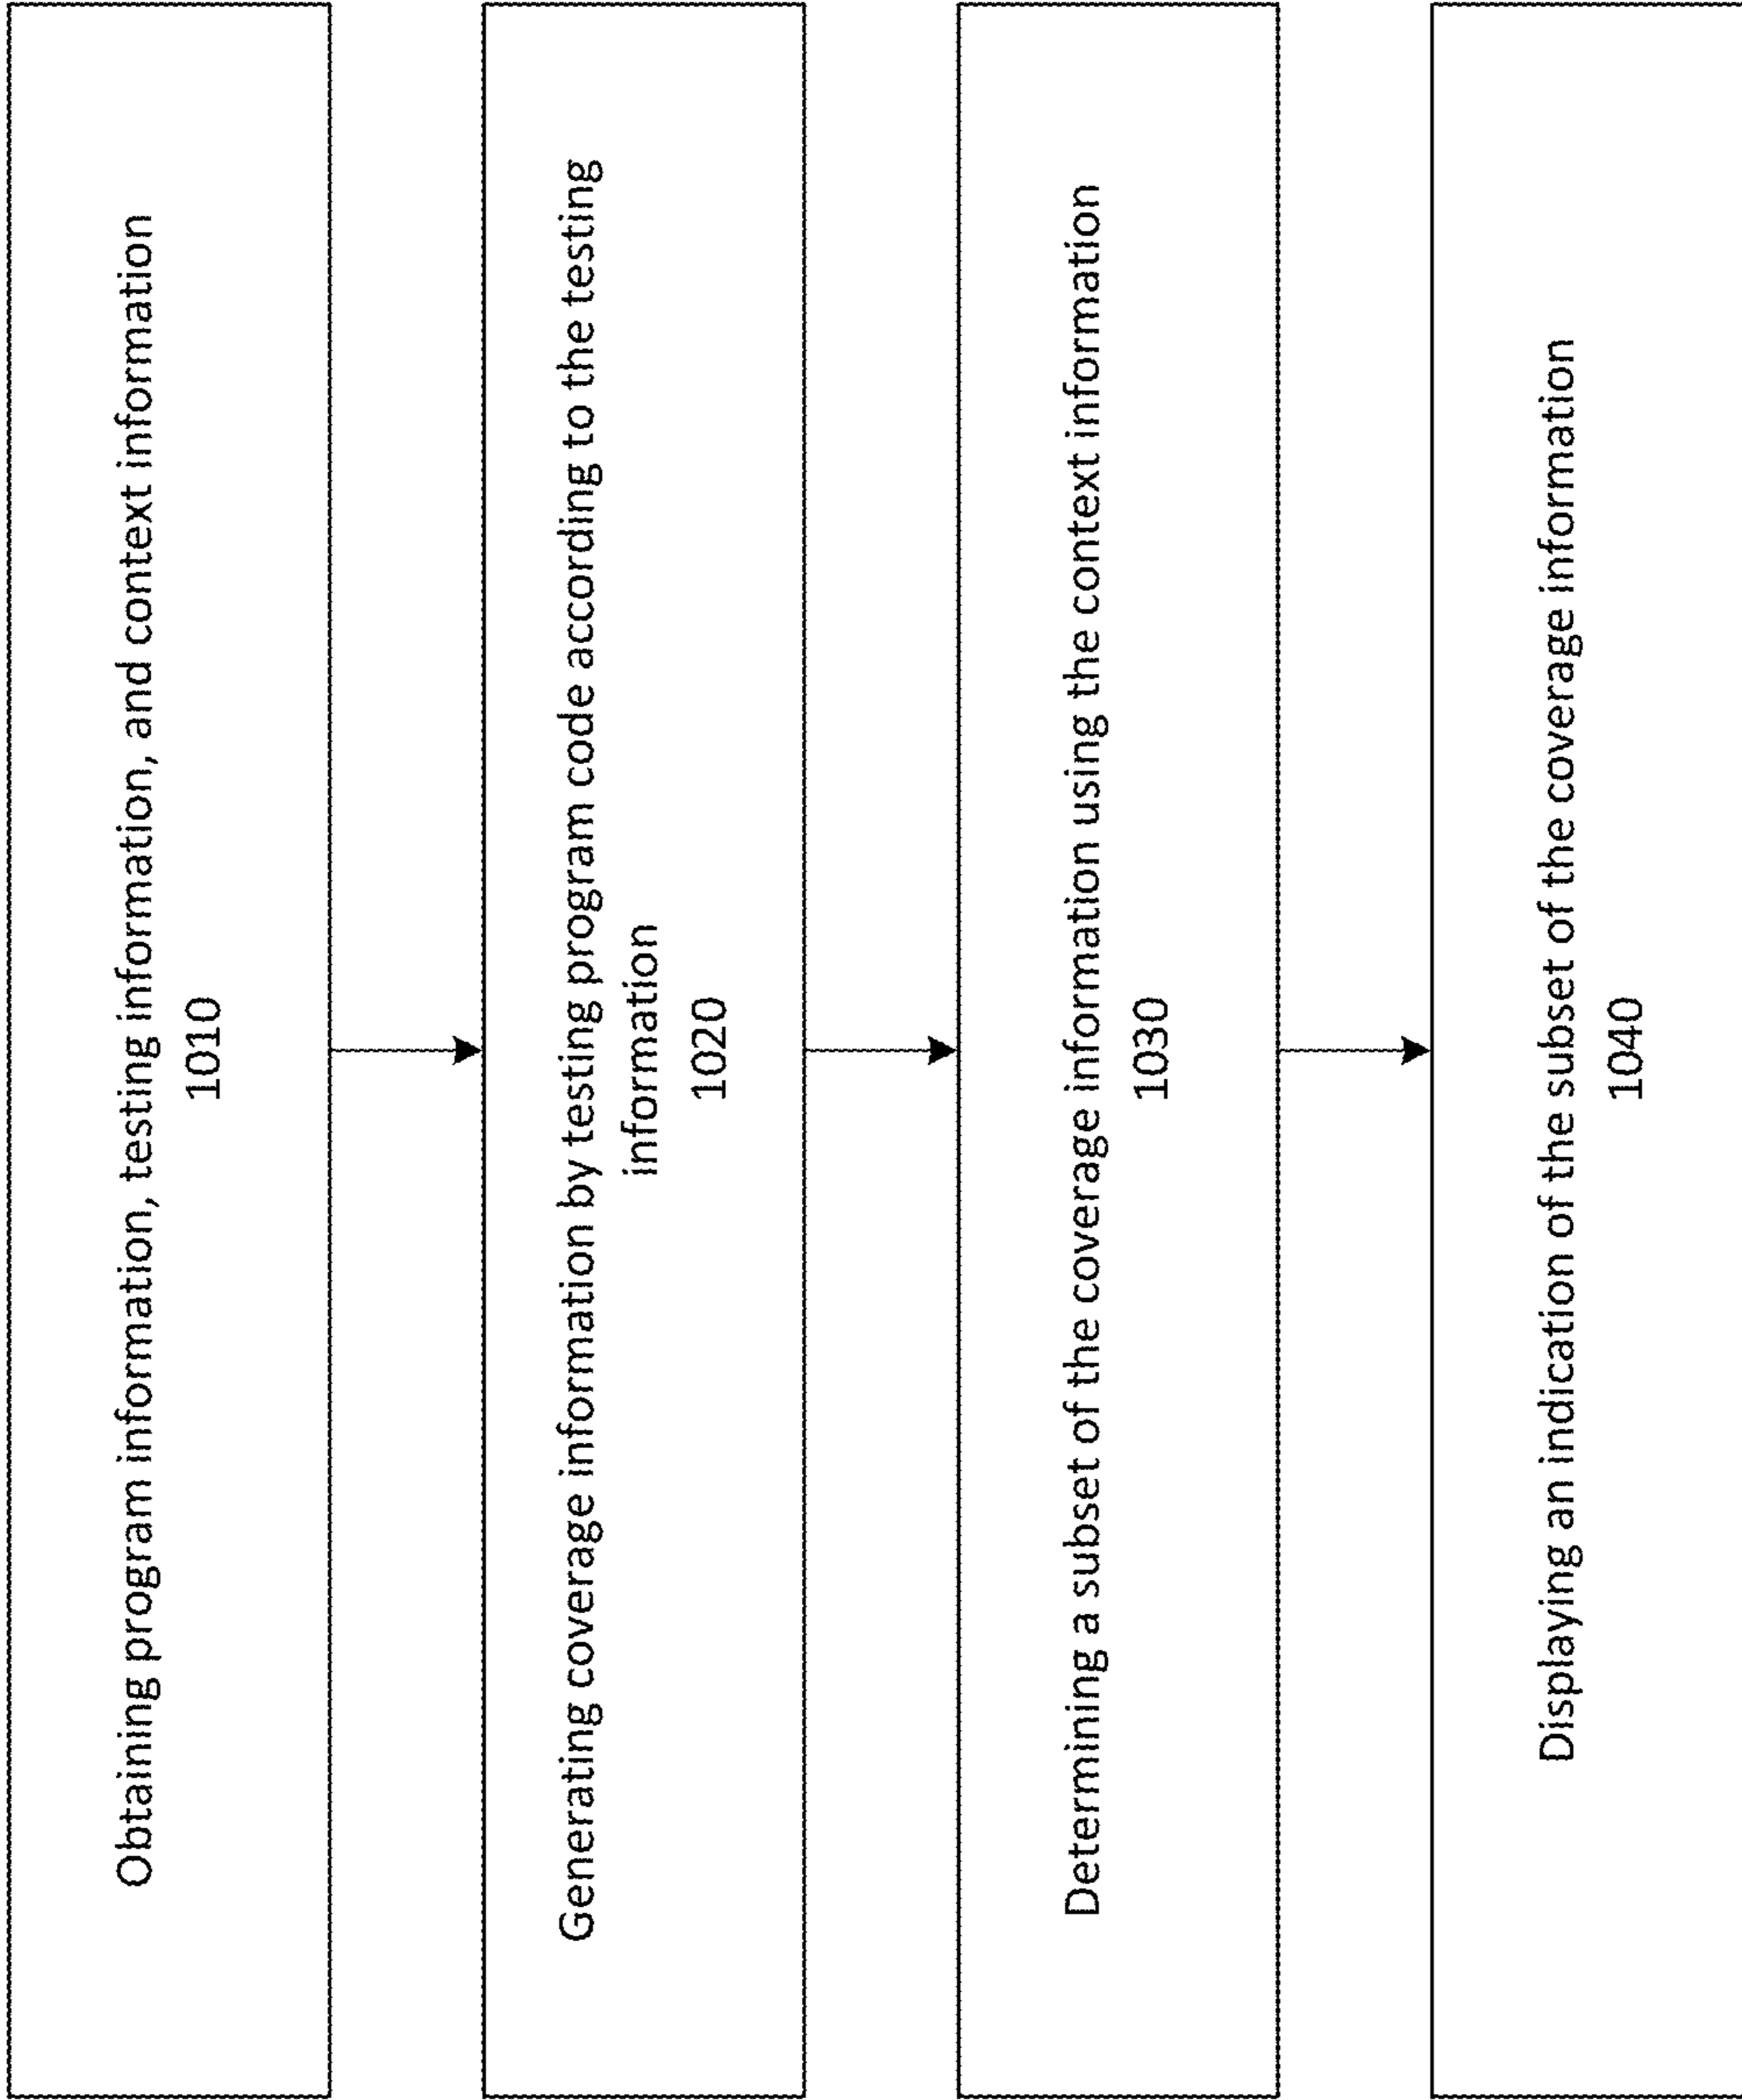 Obtaining program information, testing information, and context information
1010
Generating coverage information by testing program code according to the testing
information
1020
Determining a subset of the coverage information using the context information
1030
Displaying an indication of the subset of the coverage information
1040